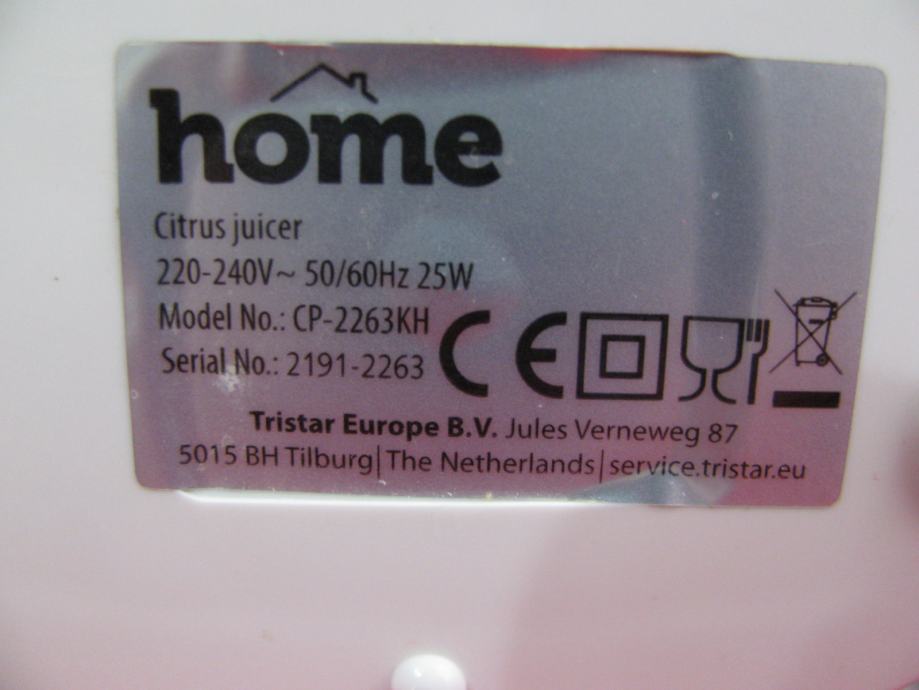 home
Citrus juicer
220-240V~ 50/60Hz 25W
Model No.: CP-2263KH
Serial No.: 2191-2263
CE
Tristar Europe B.V. Jules Verneweg 87
5015 BH Tilburg|The Netherlands|service.tristar.eu